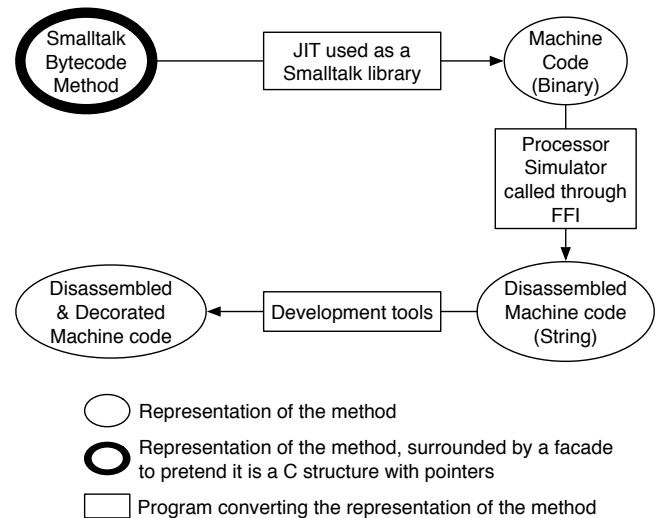 Smalltalk
Bytecode
Method
JIT used as a
Smalltalk library
Machine
Code
(Binary)
Processor
Simulator
called through
FFI
Disassembled
& Decorated
Machine code
Development tools
Disassembled
Machine code
(String)
Representation of the method
Representation of the method, surrounded by a facade
to pretend it is a C structure with pointers
Program converting the representation of the method